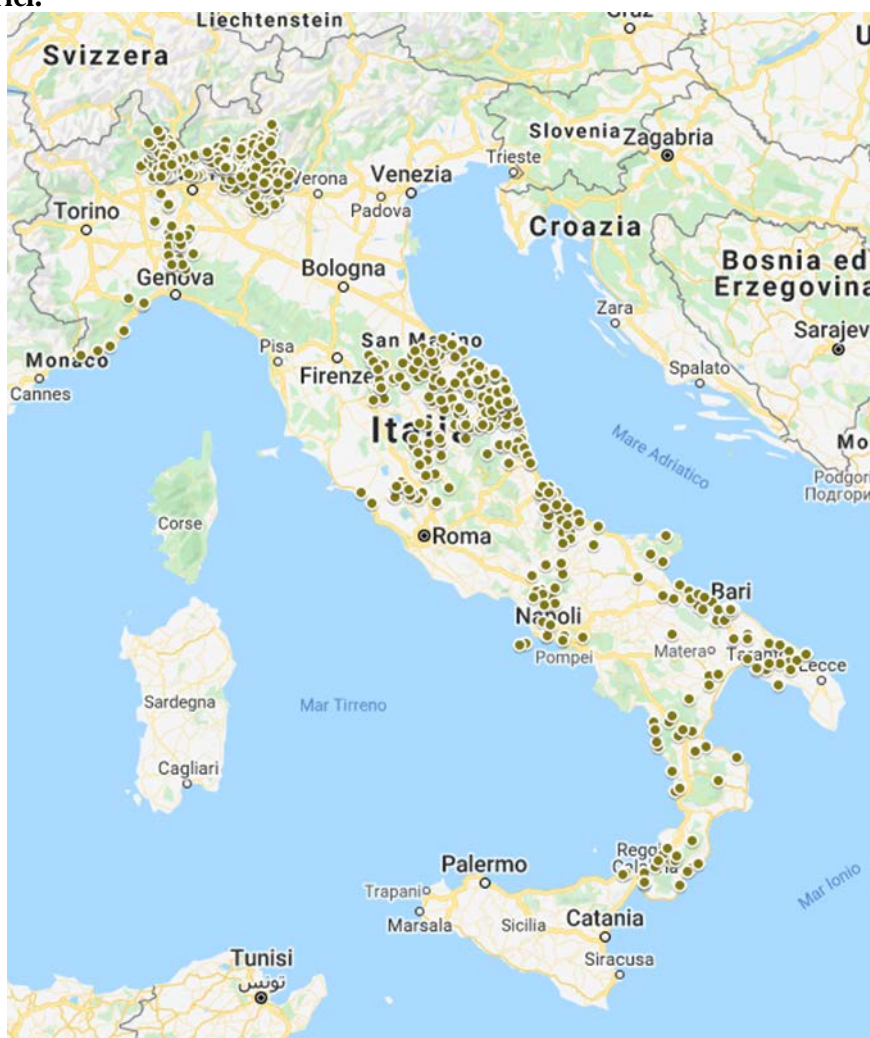 Liechtenstein
Svizzera
Slovenia
Zagabria
Trieste
Verona
Venezia
Padova
Torino
Croazia
Bologna
Bosnia ed
Erzegovina
Genova
Zara
San Marino
Sarajev
Pisa
Monaco
Firenze
Spalato
Cannes
Italia
Mare Adriatico
Mo
Podgori
Подгори
Corse
Roma
Bari
Napoli
Matera
Taranto
Lecce
Pompei
Sardegna
Mar Tirreno
Cagliari
Reggio
Calabria
Palermo
Trapani
Mar Ionio
Marsala
Sicilia
Catania
Siracusa
Tunisi
تونس